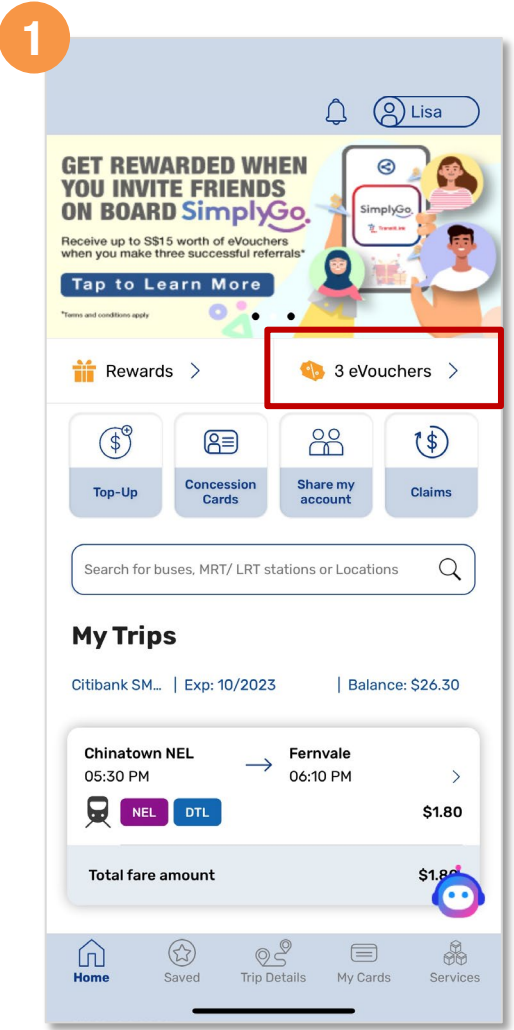 1
Lisa
GET REWARDED WHEN
YOU INVITE FRIENDS
ON BOARD SimplyGo.
Receive up to S$15 worth of eVouchers
when you make three successful referrals*
Tap to Learn More
*Terms and conditions apply
SimplyGo.
Rewards >
3 eVouchers >
Top-Up
Concession
Cards
Share my
account
Claims
Search for buses, MRT/ LRT stations or Locations
My Trips
Citibank SM... | Exp: 10/2023 | Balance: $26.30
Chinatown NEL → Fernvale
05:30 PM 06:10 PM >
NEL DTL $1.80
Total fare amount
Home Saved Trip Details My Cards Services